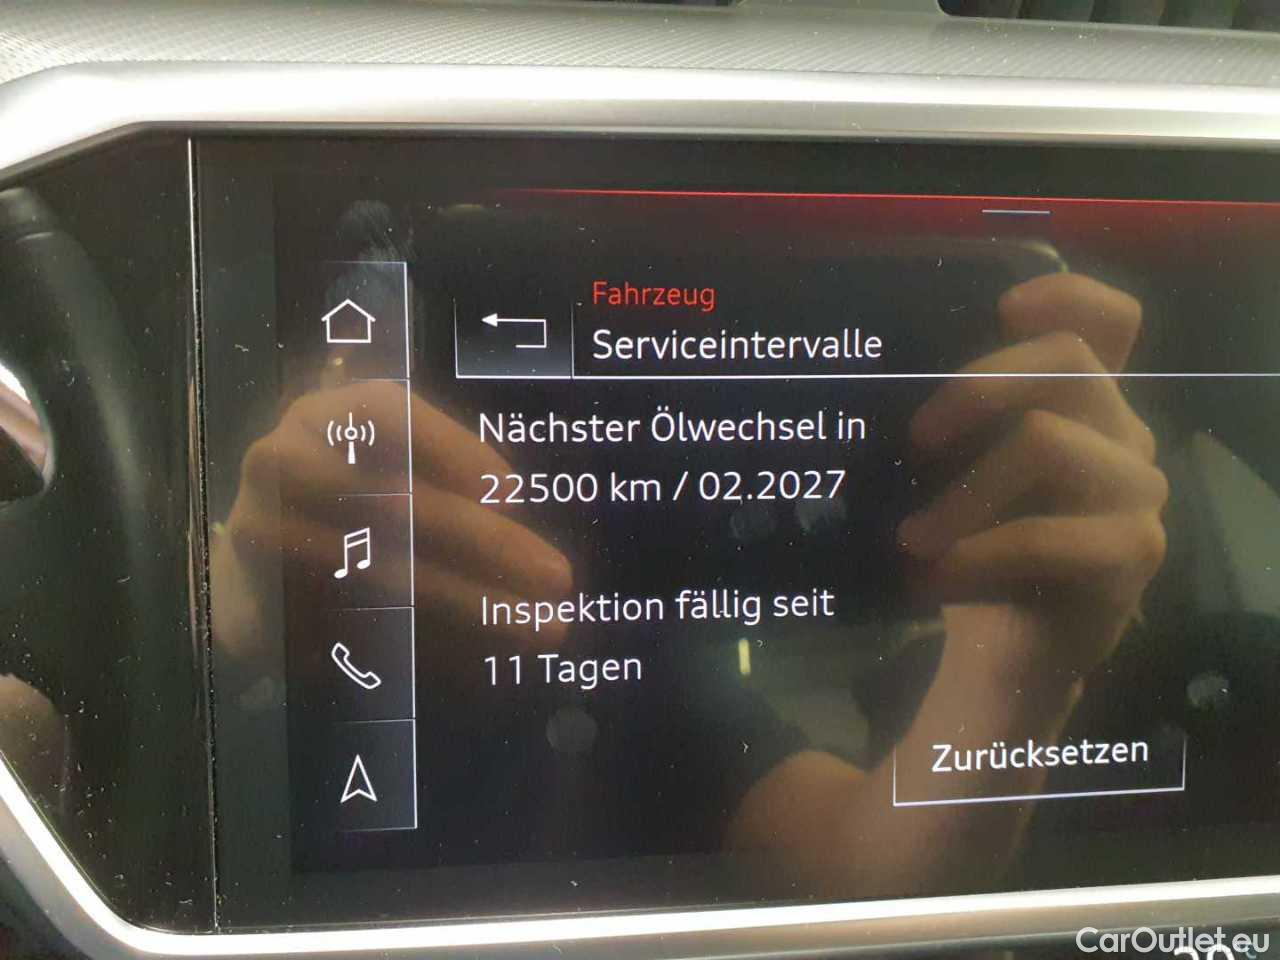 Fahrzeug
Serviceintervalle
Nächster Ölwechsel in
22500 km / 02.2027
Inspektion fällig seit
11 Tagen
Zurücksetzen
CarOutlet.eu